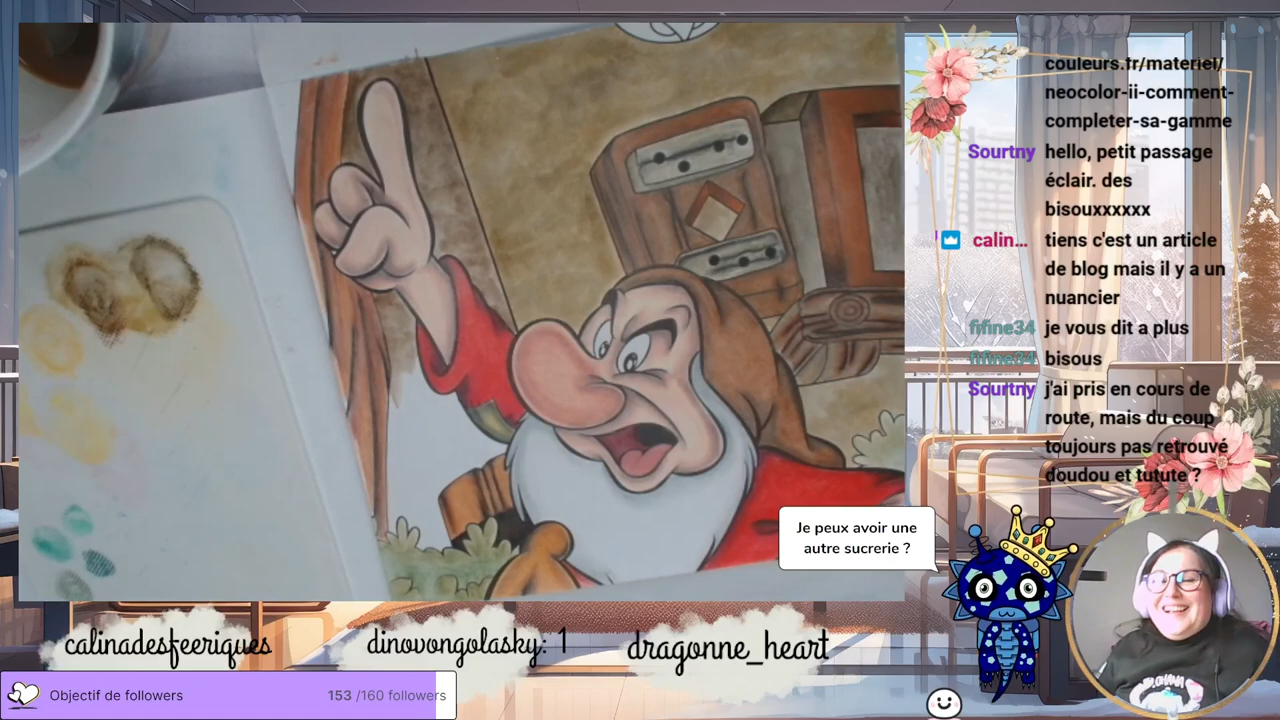 couleurs.fr/materiel/
neocolor-ii-comment-
completer-sa-gamme
Sourtny hello, petit passage
éclair. des
bisouxxxxxx
calin... tiens c'est un article
de blog mais il y a un
nuancier
fifine34 je vous dit a plus
fifine34 bisous
Sourtny j'ai pris en cours de
route, mais du coup
toujours pas retrouvé
doudou et tutute ?
Je peux avoir une
autre sucrerie ?
calinadesfeeriques
dinovongolasky: 1
dragonne_heart
Objectif de followers 153 /160 followers